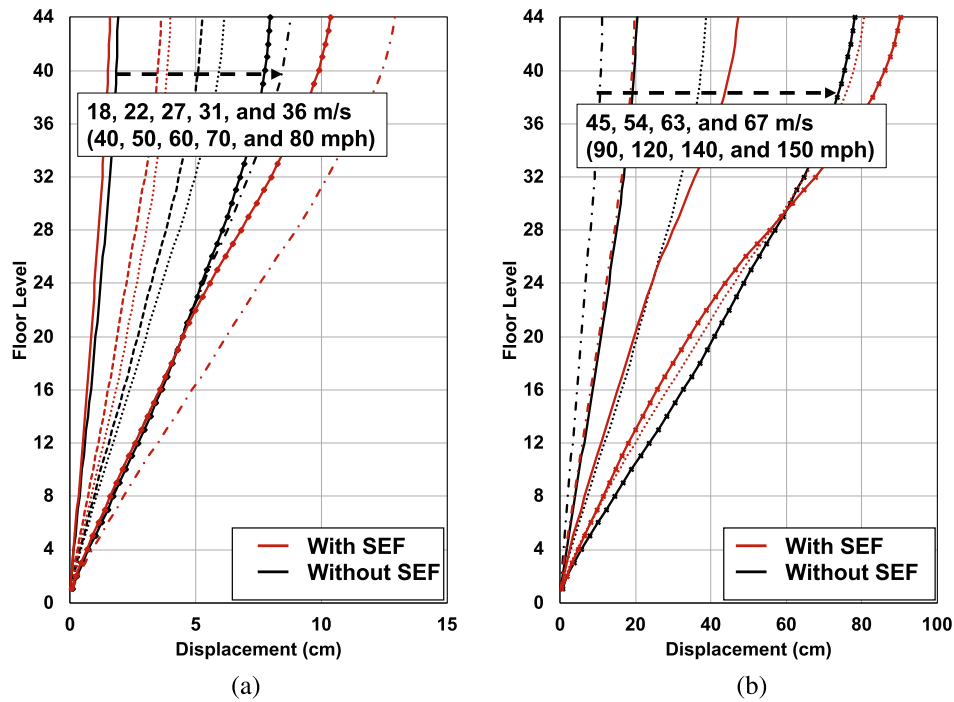 44
40
36
32
28
24
20
16
12
8
4
0
Floor Level
18, 22, 27, 31, and 36 m/s
(40, 50, 60, 70, and 80 mph)
With SEF
Without SEF
0
5
10
15
Displacement (cm)
(a)
44
40
36
32
28
24
20
16
12
8
4
0
Floor Level
45, 54, 63, and 67 m/s
(90, 120, 140, and 150 mph)
With SEF
Without SEF
0
20
40
60
80
100
Displacement (cm)
(b)